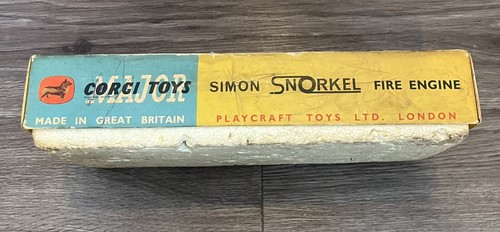 CORGI TOYS
MAJOR
SIMON SNORKEL FIRE ENGINE
MADE IN GREAT BRITAIN
PLAYCRAFT TOYS LTD. LONDON